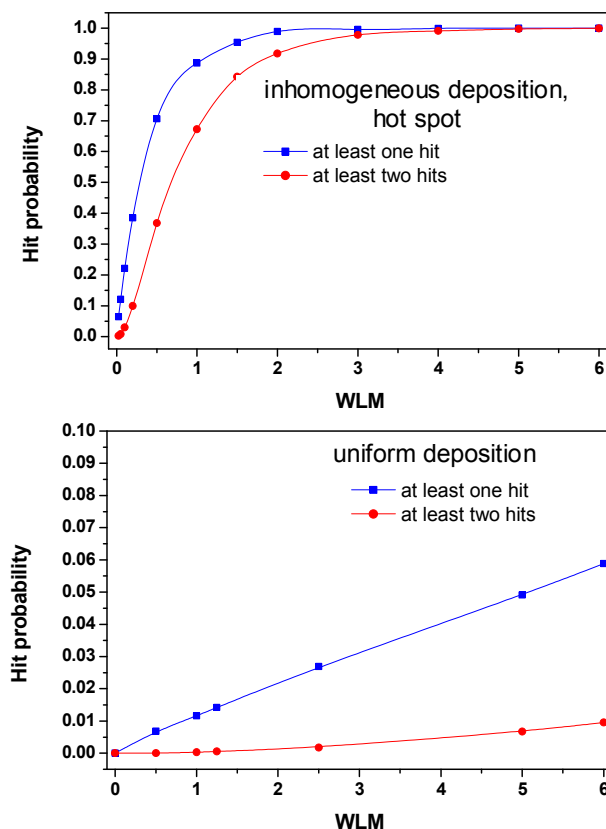 1.0
0.9
0.8
0.7
0.6
0.5
0.4
0.3
0.2
0.1
0.0
Hit probability
inhomogeneous deposition,
hot spot
at least one hit
at least two hits
0 1 2 3 4 5 6
WLM
0.10
0.09
0.08
0.07
0.06
0.05
0.04
0.03
0.02
0.01
0.00
Hit probability
uniform deposition
at least one hit
at least two hits
0 1 2 3 4 5 6
WLM